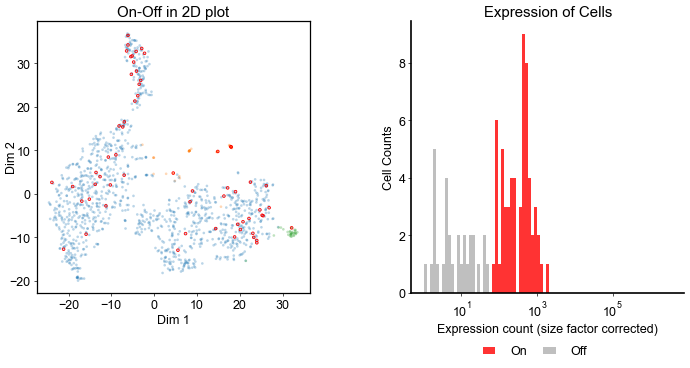 On-Off in 2D plot
Dim 2
30
20
10
0
−10
−20
−20 −10 0 10 20 30
Dim 1
Expression of Cells
Cell Counts
8
6
4
2
0
10^1 10^3 10^5
Expression count (size factor corrected)
On Off